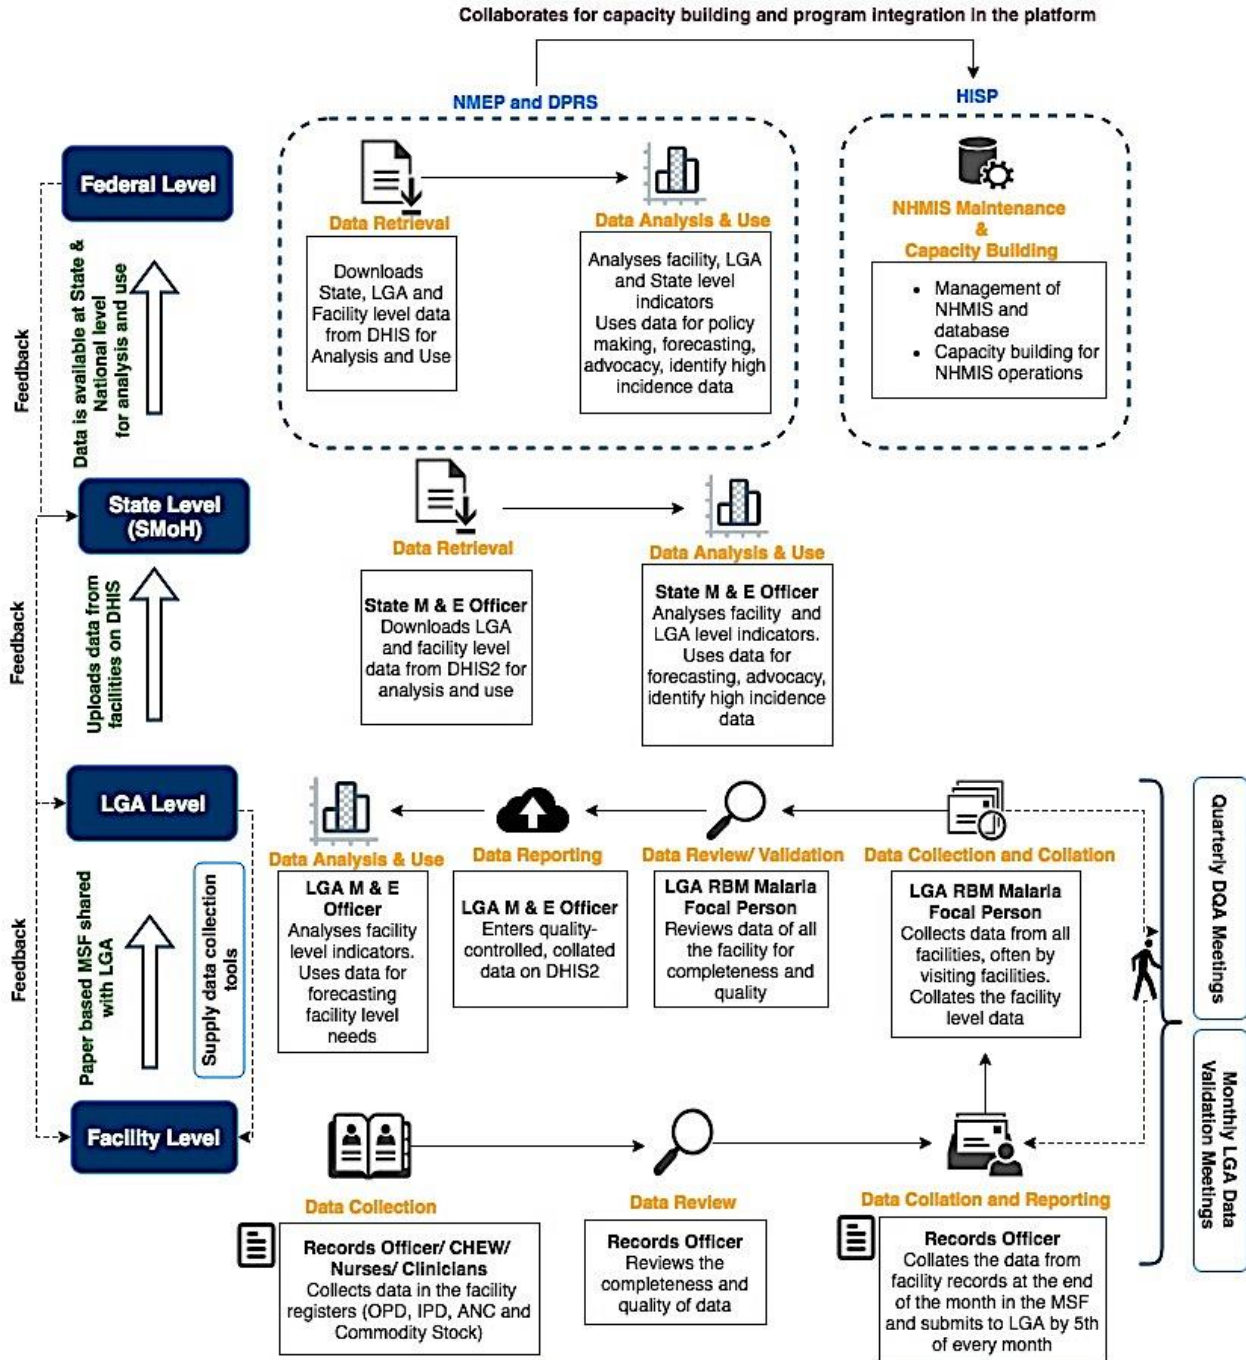 Collaborates for capacity building and program integration in the platform
NMEP and DPRS
HISP
Federal Level
Data Retrieval
Downloads
State, LGA and
Facility level data
from DHIS for
Analysis and Use
Data Analysis & Use
Analyses facility, LGA
and State level
indicators
Uses data for policy
making, forecasting,
advocacy, identify high
incidence data
NHMIS Maintenance
&
Capacity Building
• Management of
NHMIS and
database
• Capacity building for
NHMIS operations
Feedback
Data is available at State &
National level
for analysis and use
State Level
(SMoH)
Data Retrieval
State M & E Officer
Downloads LGA
and facility level
data from DHIS2 for
analysis and use
Data Analysis & Use
State M & E Officer
Analyses facility and
LGA level indicators.
Uses data for
forecasting, advocacy,
identify high incidence
data
Feedback
Uploads data from
facilities on DHIS
LGA Level
Data Analysis & Use
LGA M & E
Officer
Analyses facility
level indicators.
Uses data for
forecasting
facility level
needs
Data Reporting
LGA M & E Officer
Enters quality-
controlled, collated
data on DHIS2
Data Review/ Validation
LGA RBM Malaria
Focal Person
Reviews data of all
the facility for
completeness and
quality
Data Collection and Collation
LGA RBM Malaria
Focal Person
Collects data from all
facilities, often by
visiting facilities.
Collates the facility
level data
Quarterly DQA Meetings
Monthly LGA Data
Validation Meetings
Feedback
Paper based MSF shared
with LGA
Supply data collection
tools
Facility Level
Data Collection
Records Officer/ CHEW/
Nurses/ Clinicians
Collects data in the facility
registers (OPD, IPD, ANC and
Commodity Stock)
Data Review
Records Officer
Reviews the
completeness and
quality of data
Data Collation and Reporting
Records Officer
Collates the data from
facility records at the end
of the month in the MSF
and submits to LGA by 5th
of every month